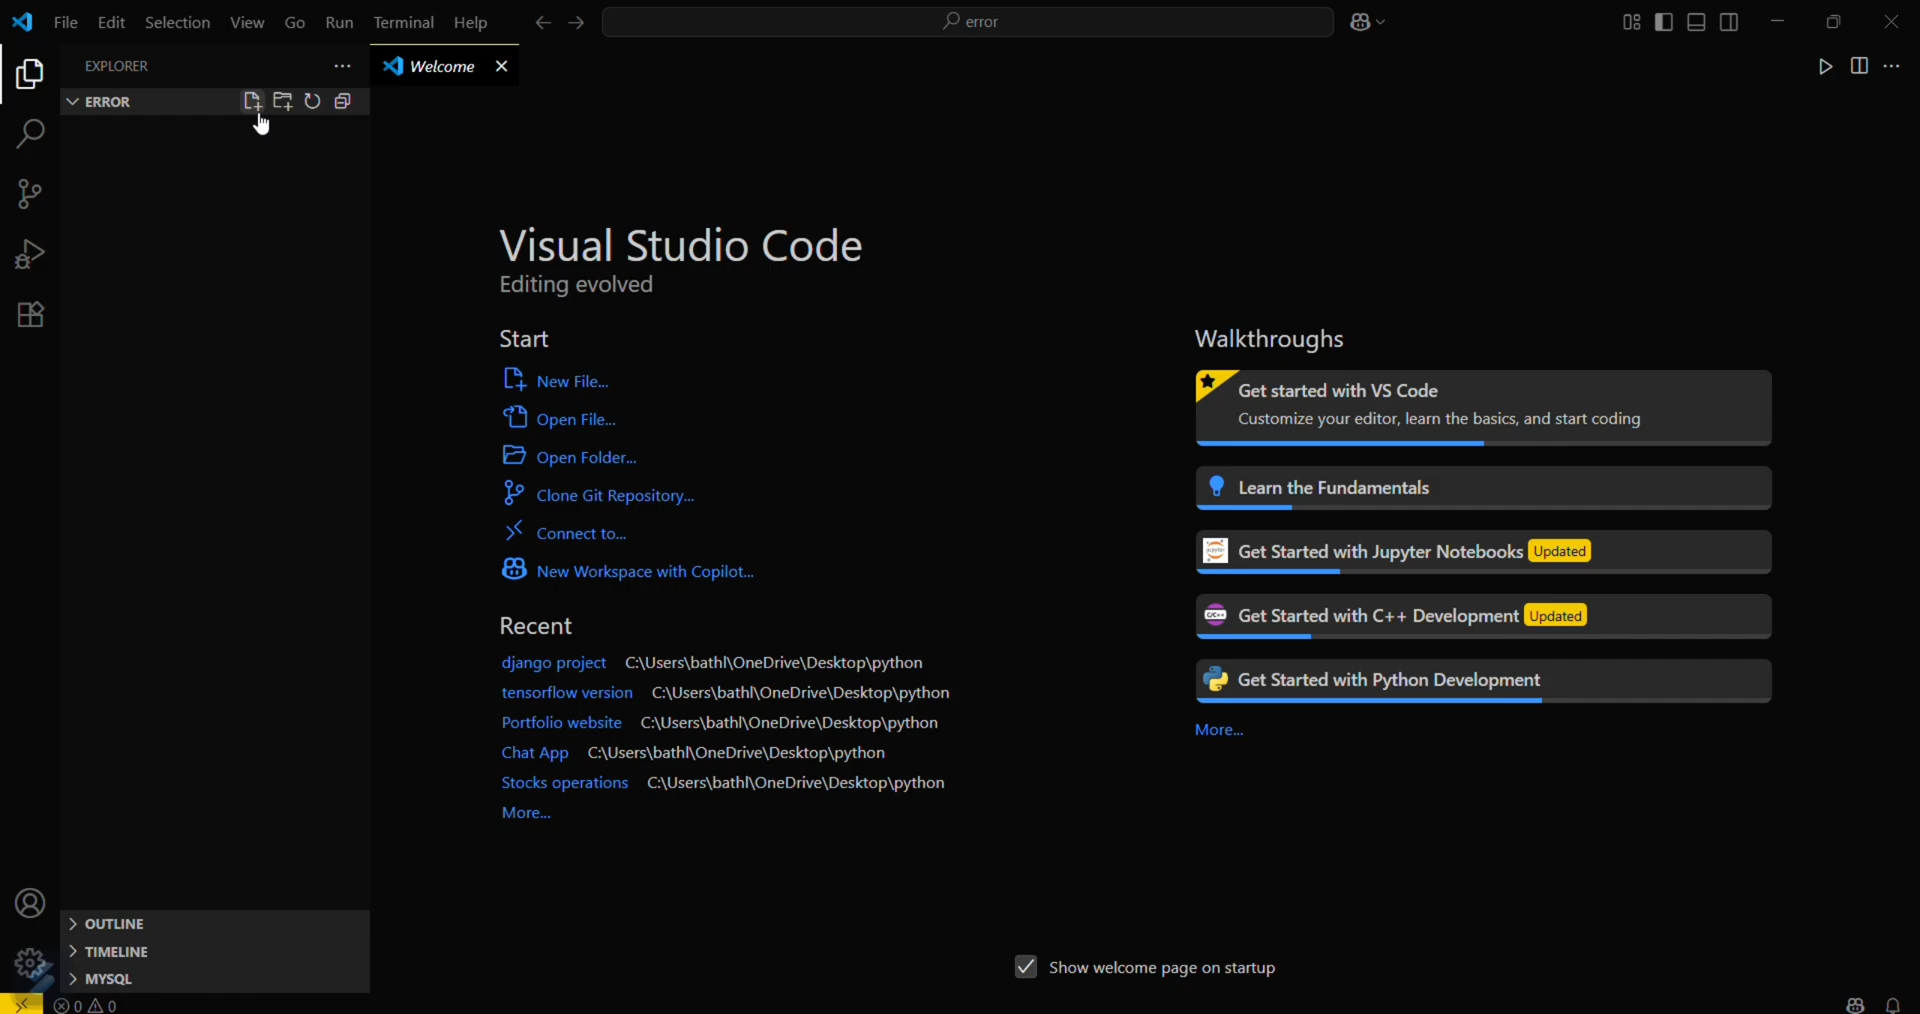 File Edit Selection View Go Run Terminal Help
error
EXPLORER
Welcome
ERROR
Visual Studio Code
Editing evolved
Start
New File...
Open File...
Open Folder...
Clone Git Repository...
Connect to...
New Workspace with Copilot...
Recent
django project C:\Users\bathl\OneDrive\Desktop\python
tensorflow version C:\Users\bathl\OneDrive\Desktop\python
Portfolio website C:\Users\bathl\OneDrive\Desktop\python
Chat App C:\Users\bathl\OneDrive\Desktop\python
Stocks operations C:\Users\bathl\OneDrive\Desktop\python
More...
Walkthroughs
Get started with VS Code
Customize your editor, learn the basics, and start coding
Learn the Fundamentals
Get Started with Jupyter Notebooks Updated
Get Started with C++ Development Updated
Get Started with Python Development
More...
OUTLINE
TIMELINE
MYSQL
Show welcome page on startup
0 0